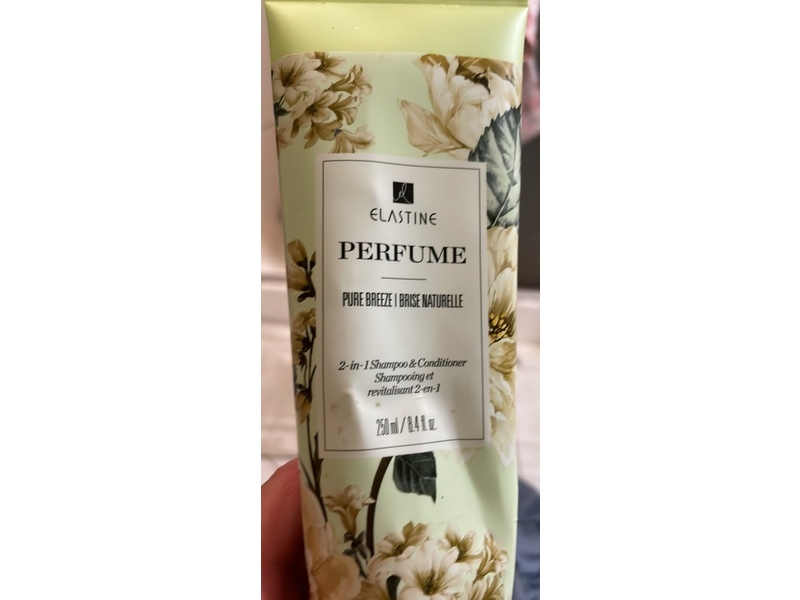 ELASTINE
PERFUME
PURE BREEZE | BRISE NATURELLE
2-in-1 Shampoo & Conditioner
Shampooing et
revitalisant 2-en-1
250 ml / 8.4 fl. oz.